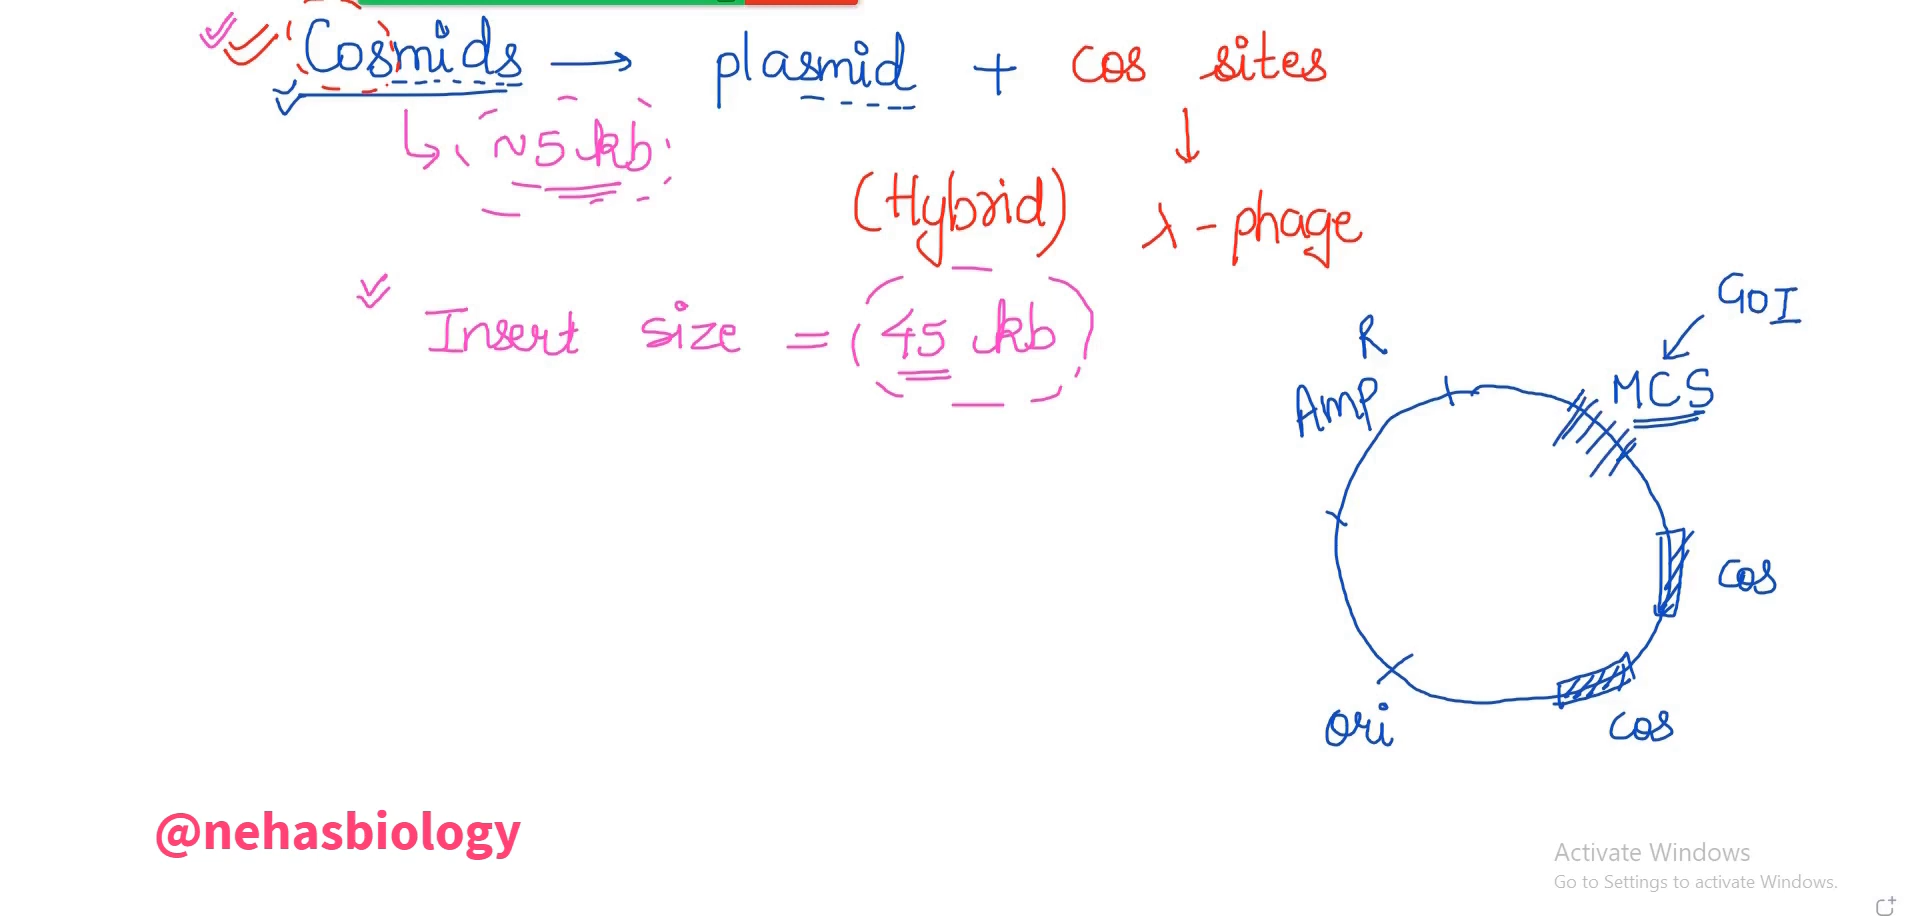 Cosmids → plasmid + cos sites
~5 kb
(Hybrid)
λ - phage
Insert size = (45 kb)
GOI
R
Amp
MCS
cos
ori
cos
@nehasbiology
Activate Windows
Go to Settings to activate Windows.